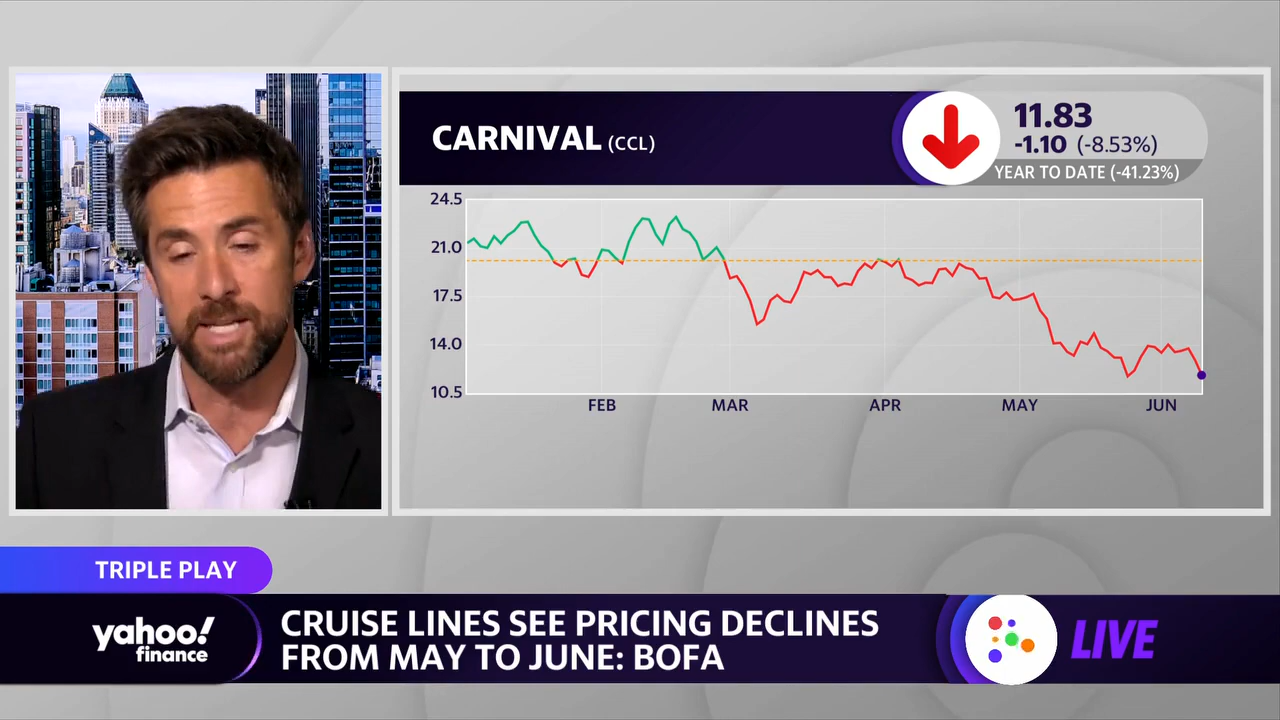 CARNIVAL (CCL)
11.83
-1.10 (-8.53%)
YEAR TO DATE (-41.23%)
24.5
21.0
17.5
14.0
10.5
FEB MAR APR MAY JUN
TRIPLE PLAY
yahoo!
finance
CRUISE LINES SEE PRICING DECLINES
FROM MAY TO JUNE: BOFA
LIVE